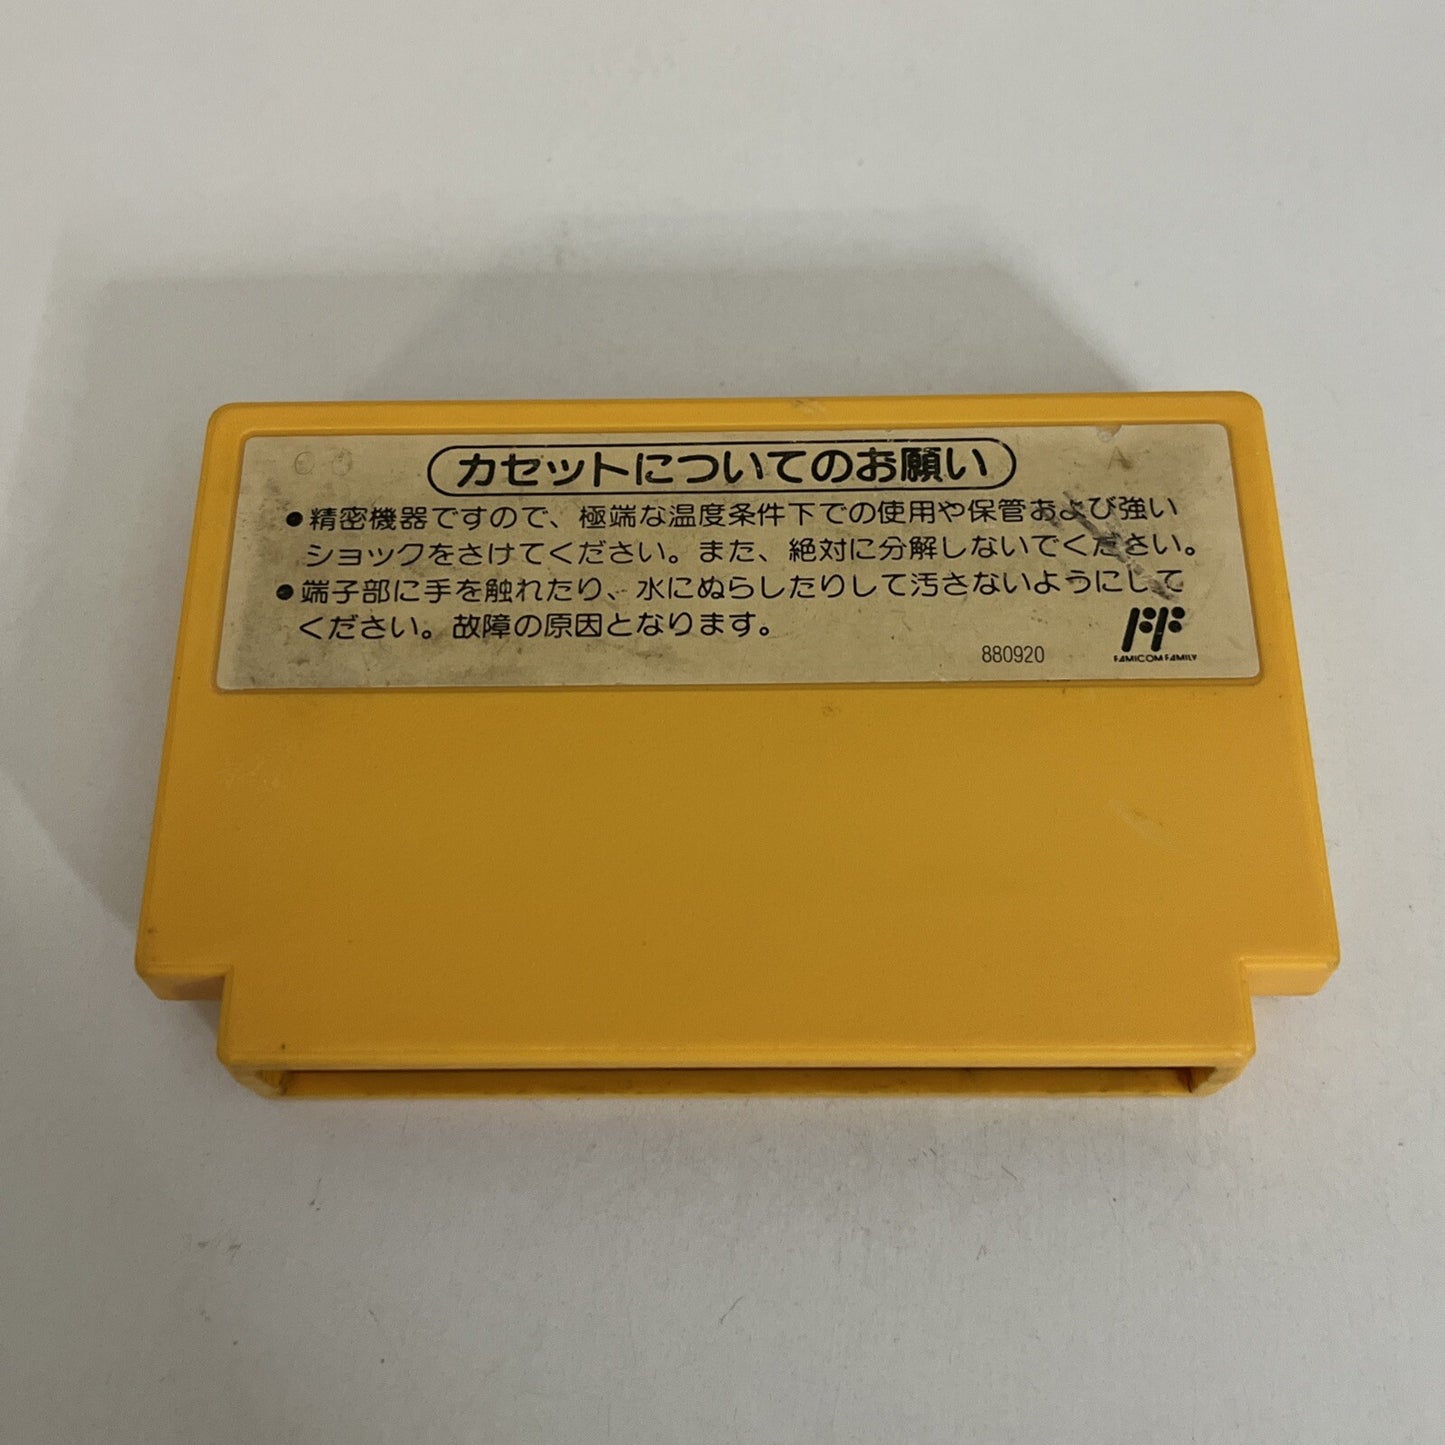 カセットについてのお願い
●精密機器ですので、極端な温度条件下での使用や保管および強い
ショックをさけてください。また、絶対に分解しないでください。
●端子部に手を触れたり、水にぬらしたりして汚さないようにして
ください。故障の原因となります。
A
880920
FAMICOM FAMILY